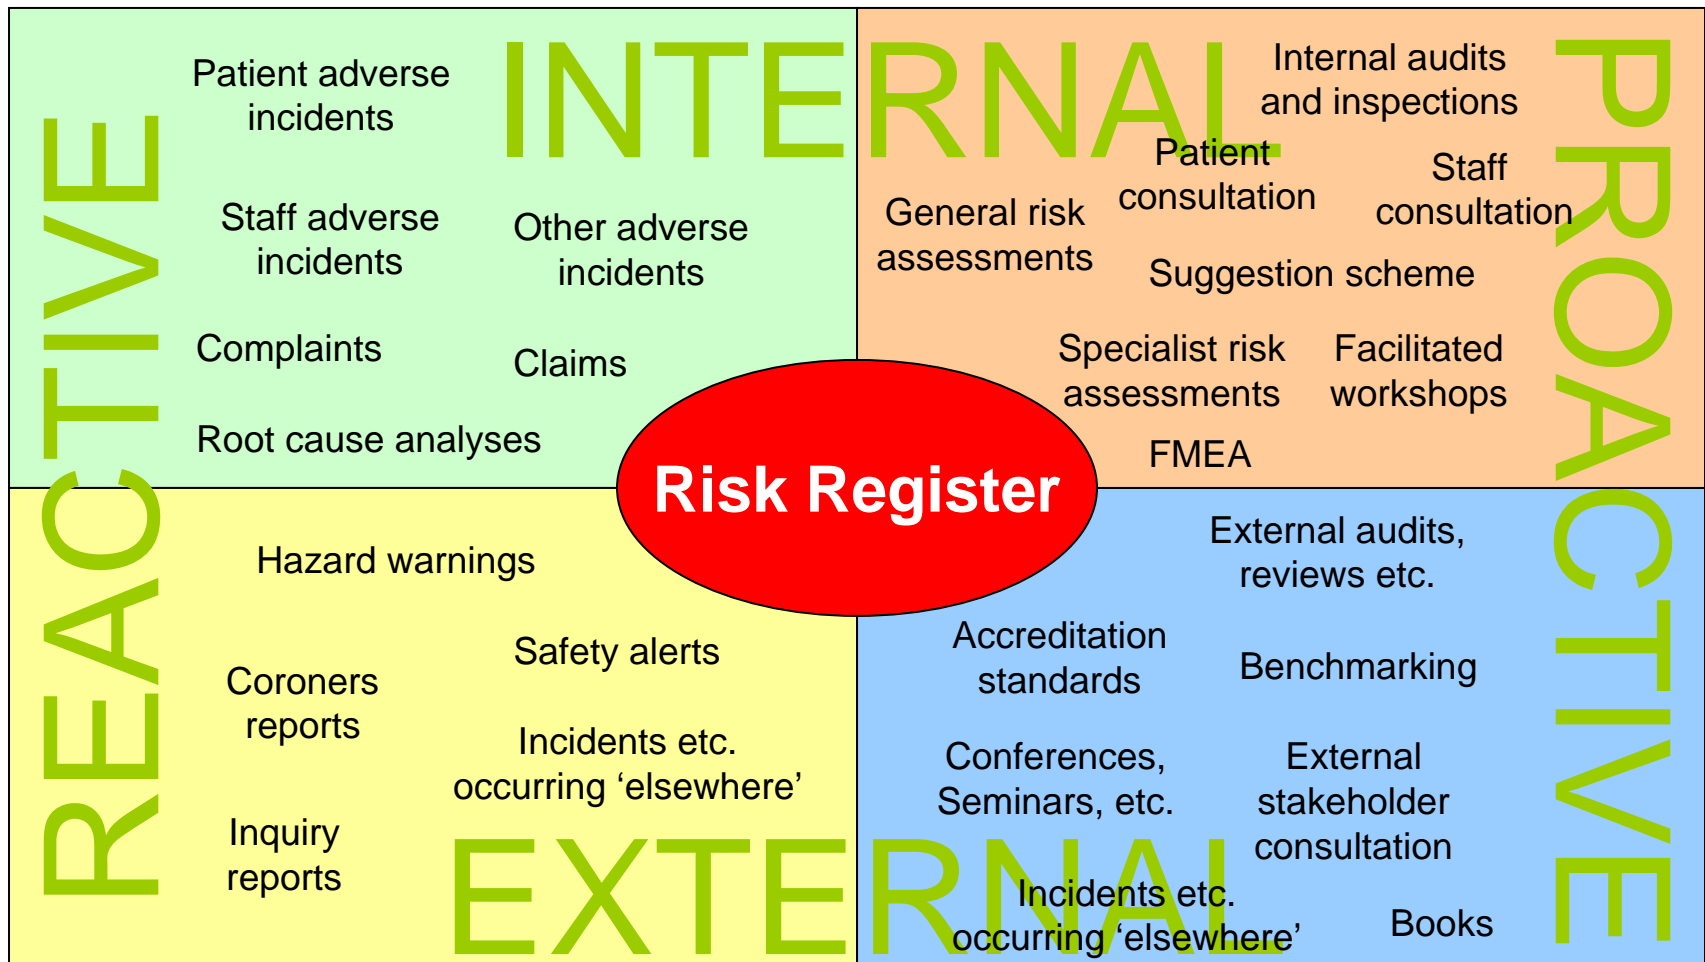 INTERNAL
REACTIVE
PROACTIVE
EXTERNAL
Patient adverse
incidents
Staff adverse
incidents
Other adverse
incidents
Complaints
Claims
Root cause analyses
Internal audits
and inspections
Patient
consultation
Staff
consultation
General risk
assessments
Suggestion scheme
Specialist risk
assessments
Facilitated
workshops
FMEA
Risk Register
Hazard warnings
Safety alerts
Coroners
reports
Incidents etc.
occurring ‘elsewhere’
Inquiry
reports
External audits,
reviews etc.
Accreditation
standards
Benchmarking
Conferences,
Seminars, etc.
External
stakeholder
consultation
Incidents etc.
occurring ‘elsewhere’
Books